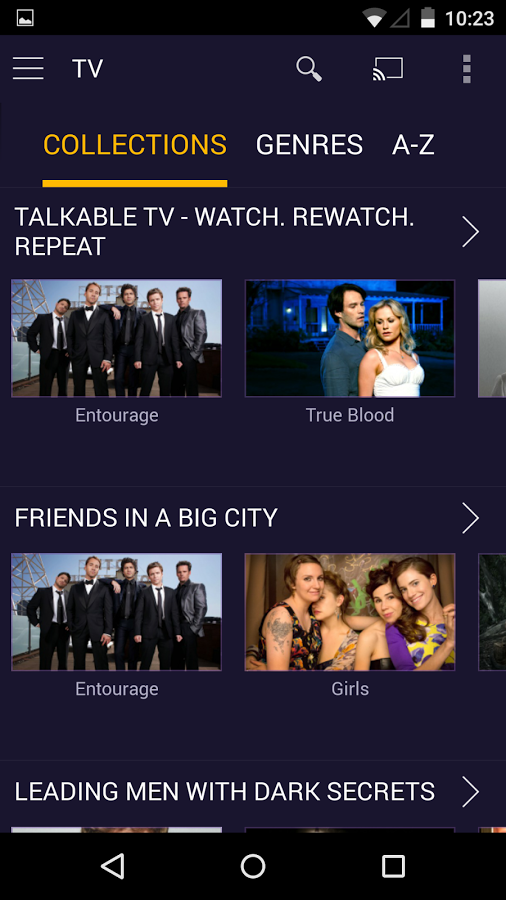 10:23
TV
COLLECTIONS GENRES A-Z
TALKABLE TV - WATCH. REWATCH.
REPEAT
Entourage True Blood
FRIENDS IN A BIG CITY
Entourage Girls
LEADING MEN WITH DARK SECRETS